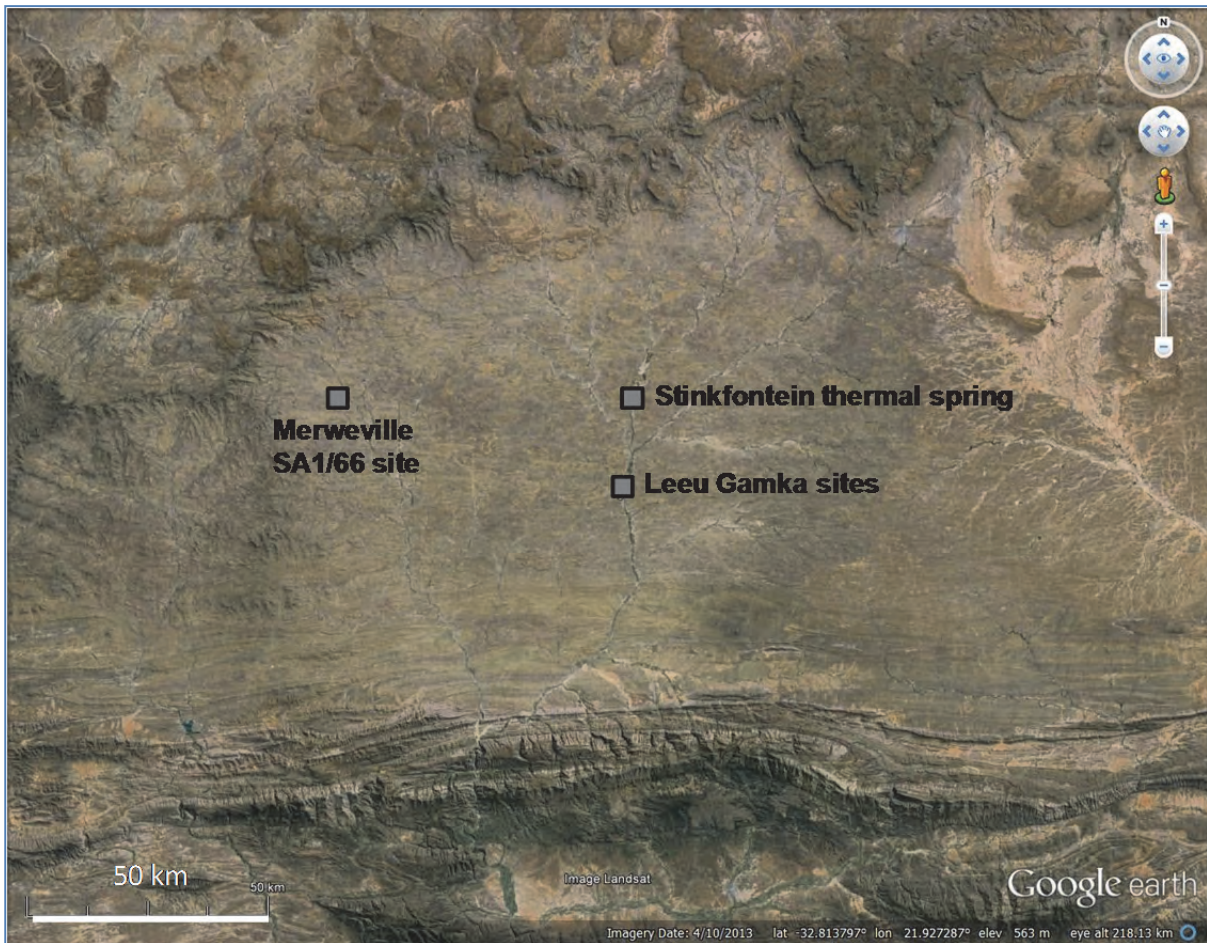 N
Stinkfontein thermal spring
Merweville
SA1/66 site
Leeu Gamka sites
50 km
50 km
Image Landsat
Google earth
Imagery Date: 4/10/2013 lat -32.813797° lon 21.927287° elev 563 m eye alt 218.13 km